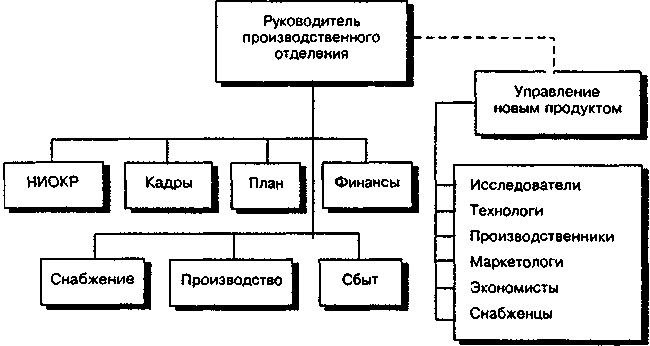 Руководитель
производственного
отделения
Управление
новым продуктом
НИОКР
Кадры
План
Финансы
Снабжение
Производство
Сбыт
Исследователи
Технологи
Производственники
Маркетологи
Экономисты
Снабженцы